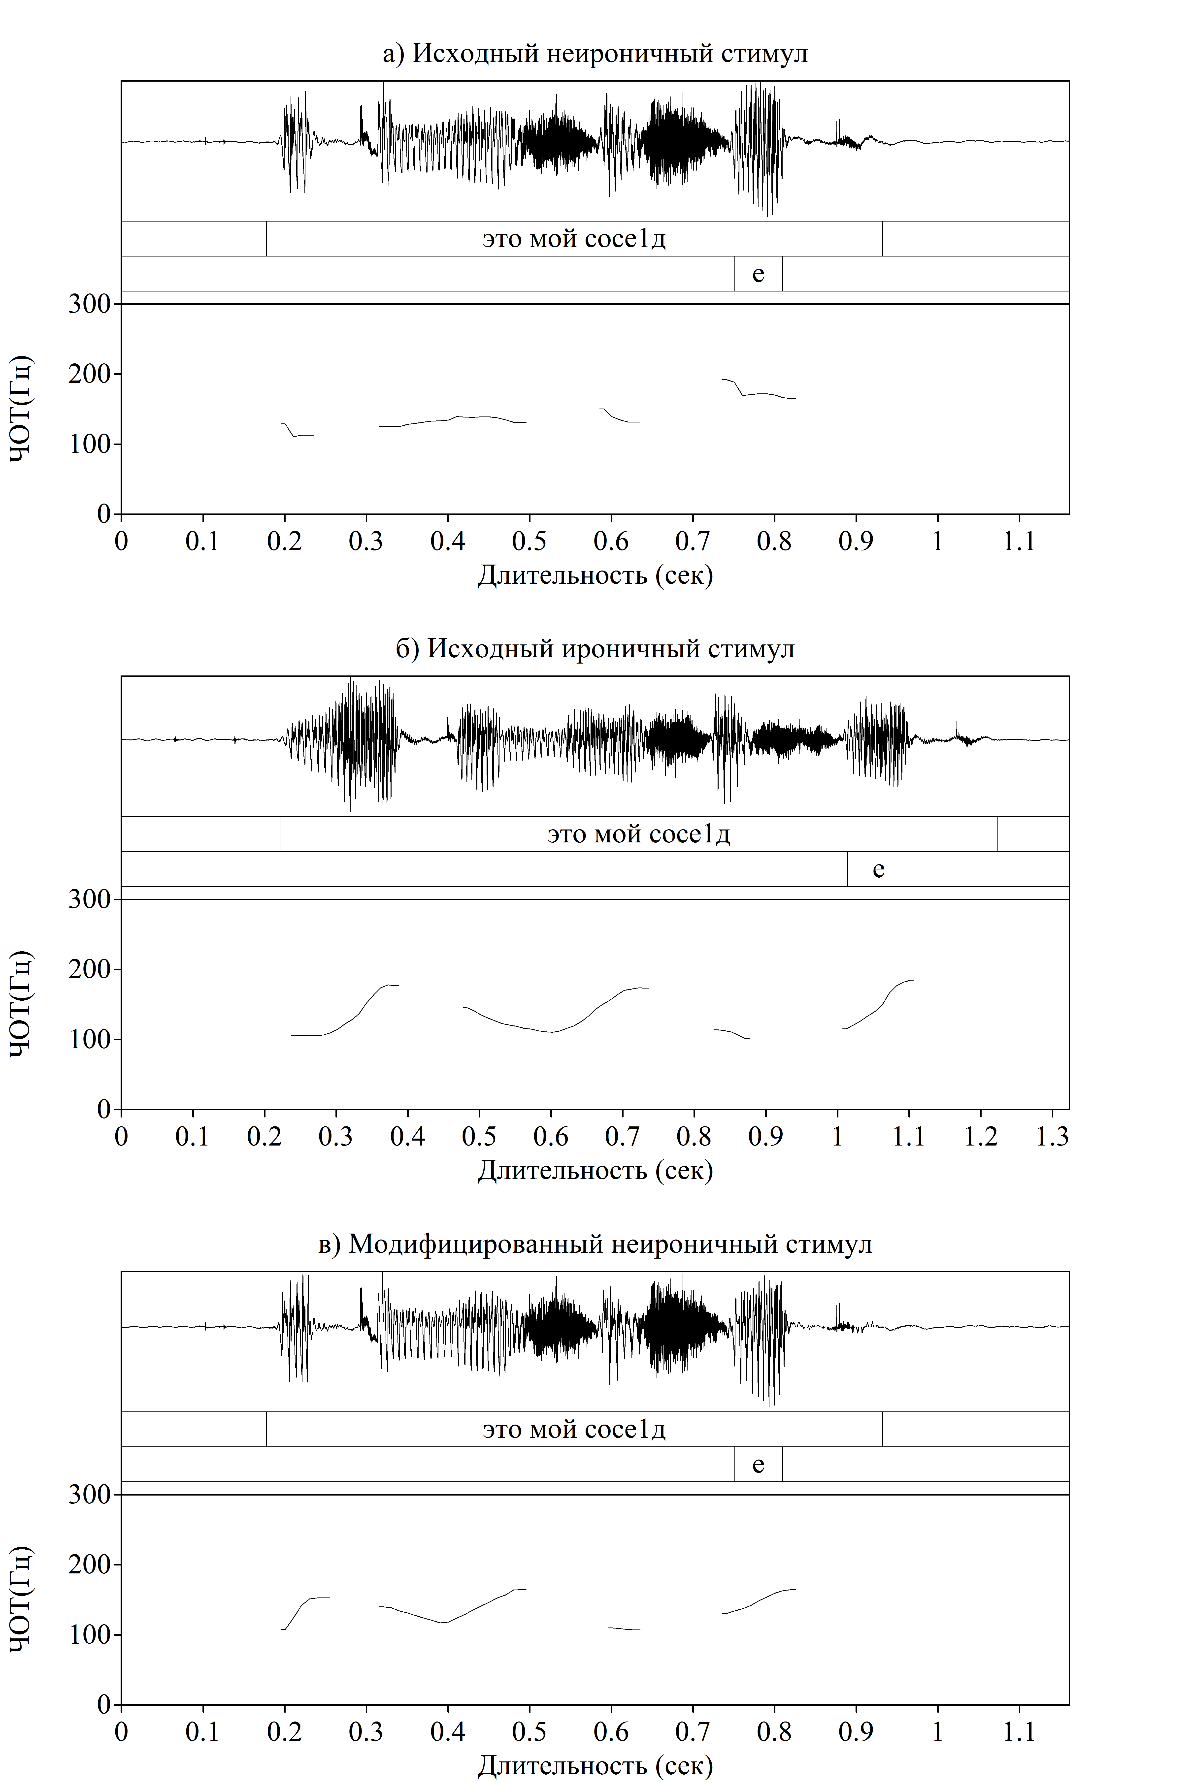 а) Исходный неироничный стимул
это мой сосе1д
е
300
200
100
0
ЧОТ(Гц)
0 0.1 0.2 0.3 0.4 0.5 0.6 0.7 0.8 0.9 1 1.1
Длительность (сек)
б) Исходный ироничный стимул
это мой сосе1д
е
300
200
100
0
ЧОТ(Гц)
0 0.1 0.2 0.3 0.4 0.5 0.6 0.7 0.8 0.9 1 1.1 1.2 1.3
Длительность (сек)
в) Модифицированный неироничный стимул
это мой сосе1д
е
300
200
100
0
ЧОТ(Гц)
0 0.1 0.2 0.3 0.4 0.5 0.6 0.7 0.8 0.9 1 1.1
Длительность (сек)